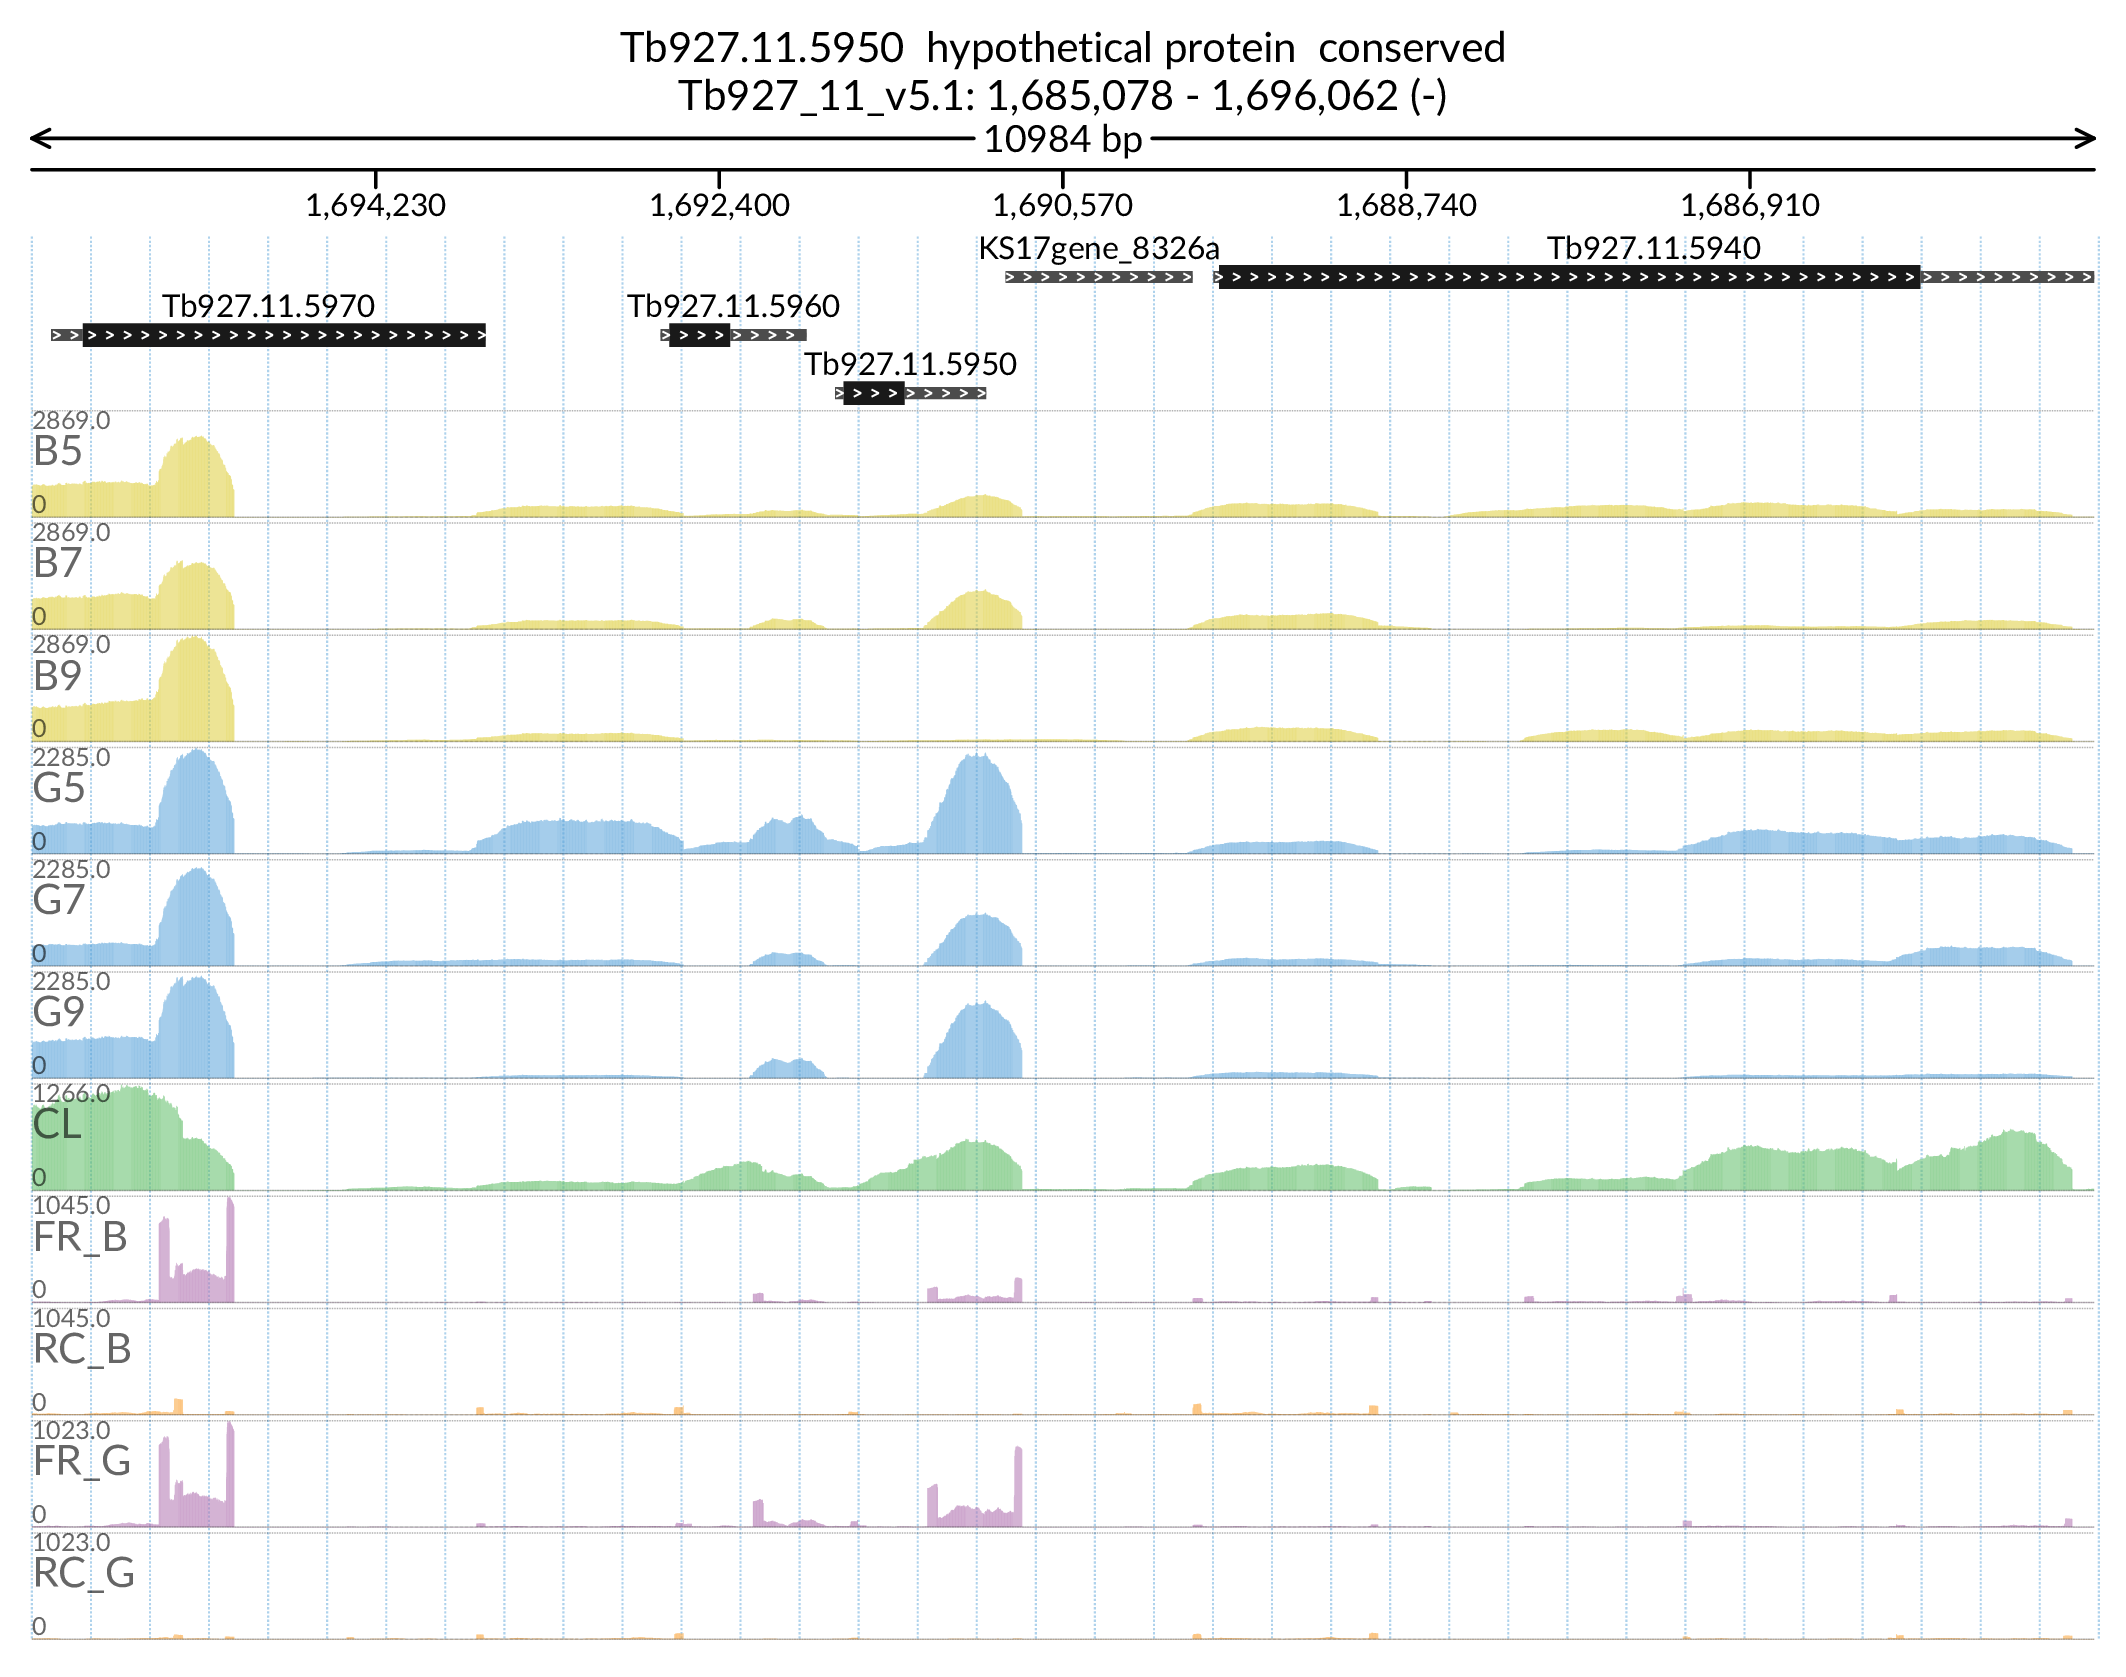 Tb927.11.5950  hypothetical protein  conserved
Tb927_11_v5.1: 1,685,078 - 1,696,062 (-)
10984 bp
1,694,230 1,692,400 1,690,570 1,688,740 1,686,910
KS17gene_8326a Tb927.11.5940
Tb927.11.5970 Tb927.11.5960
Tb927.11.5950
2869.0
B5
0
2869.0
B7
0
2869.0
B9
0
2285.0
G5
0
2285.0
G7
0
2285.0
G9
0
1266.0
CL
0
1045.0
FR_B
0
1045.0
RC_B
0
1023.0
FR_G
0
1023.0
RC_G
0